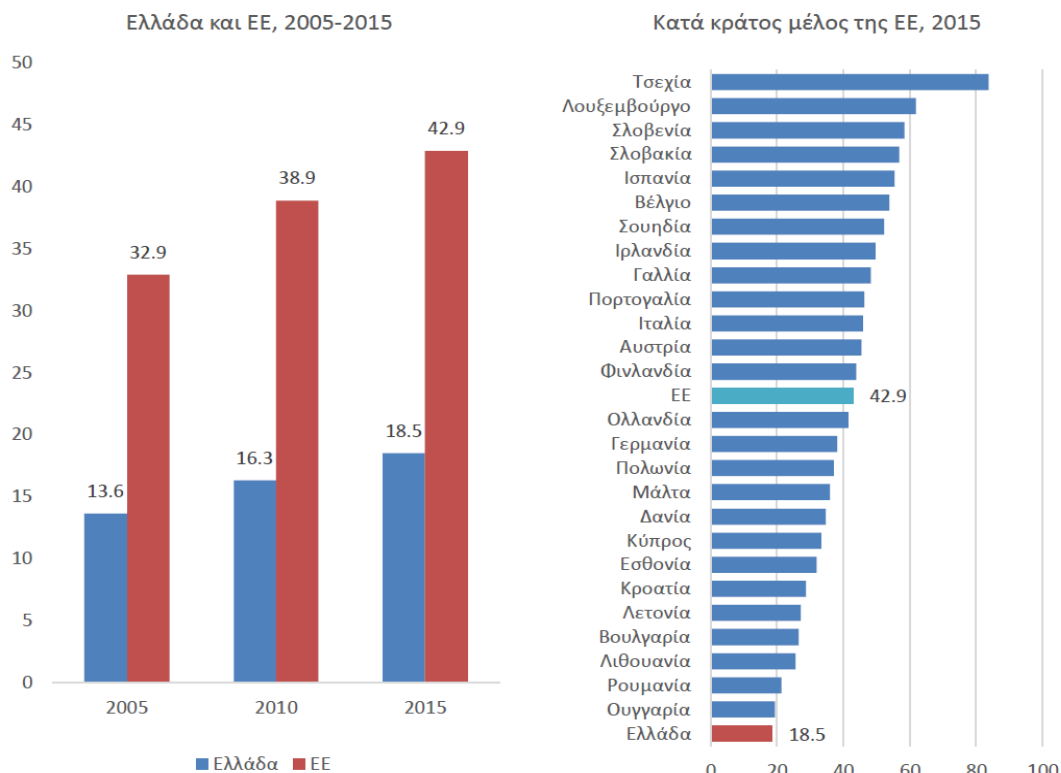 Ελλάδα και ΕΕ, 2005-2015
50
45
40
35
30
25
20
15
10
5
0
13.6
32.9
16.3
38.9
18.5
42.9
2005
2010
2015
Ελλάδα ΕΕ
Κατά κράτος μέλος της ΕΕ, 2015
Τσεχία
Λουξεμβούργο
Σλοβενία
Σλοβακία
Ισπανία
Βέλγιο
Σουηδία
Ιρλανδία
Γαλλία
Πορτογαλία
Ιταλία
Αυστρία
Φινλανδία
ΕΕ 42.9
Ολλανδία
Γερμανία
Πολωνία
Μάλτα
Δανία
Κύπρος
Εσθονία
Κροατία
Λετονία
Βουλγαρία
Λιθουανία
Ρουμανία
Ουγγαρία
Ελλάδα 18.5
0 20 40 60 80 100